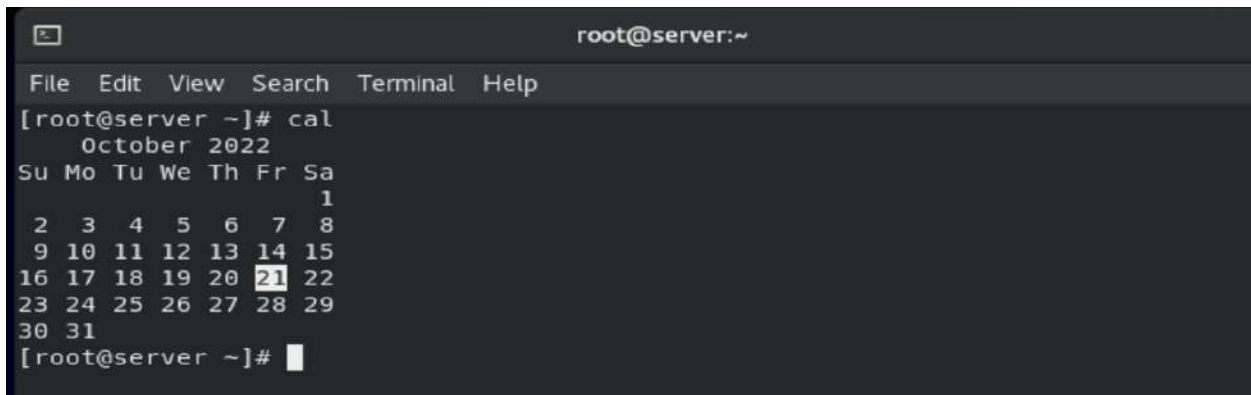 root@server:~
File Edit View Search Terminal Help
[root@server ~]# cal
    October 2022
Su Mo Tu We Th Fr Sa
                   1
 2  3  4  5  6  7  8
 9 10 11 12 13 14 15
16 17 18 19 20 21 22
23 24 25 26 27 28 29
30 31
[root@server ~]#